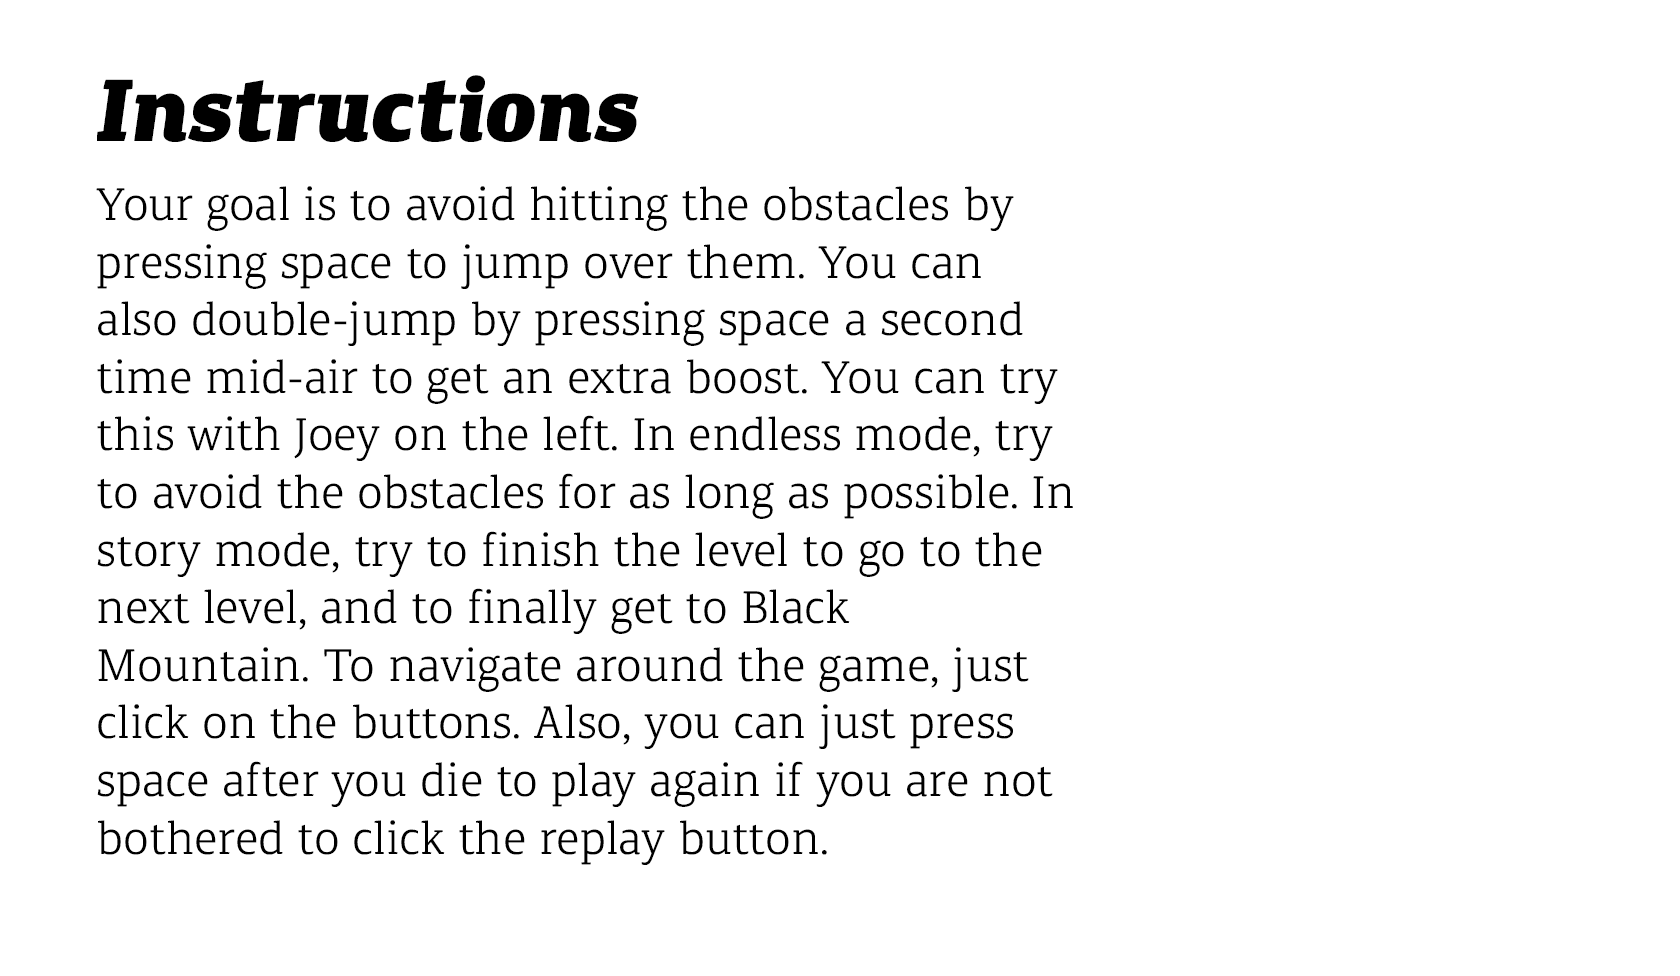 Instructions
Your goal is to avoid hitting the obstacles by
pressing space to jump over them. You can
also double-jump by pressing space a second
time mid-air to get an extra boost. You can try
this with Joey on the left. In endless mode, try
to avoid the obstacles for as long as possible. In
story mode, try to finish the level to go to the
next level, and to finally get to Black
Mountain. To navigate around the game, just
click on the buttons. Also, you can just press
space after you die to play again if you are not
bothered to click the replay button.